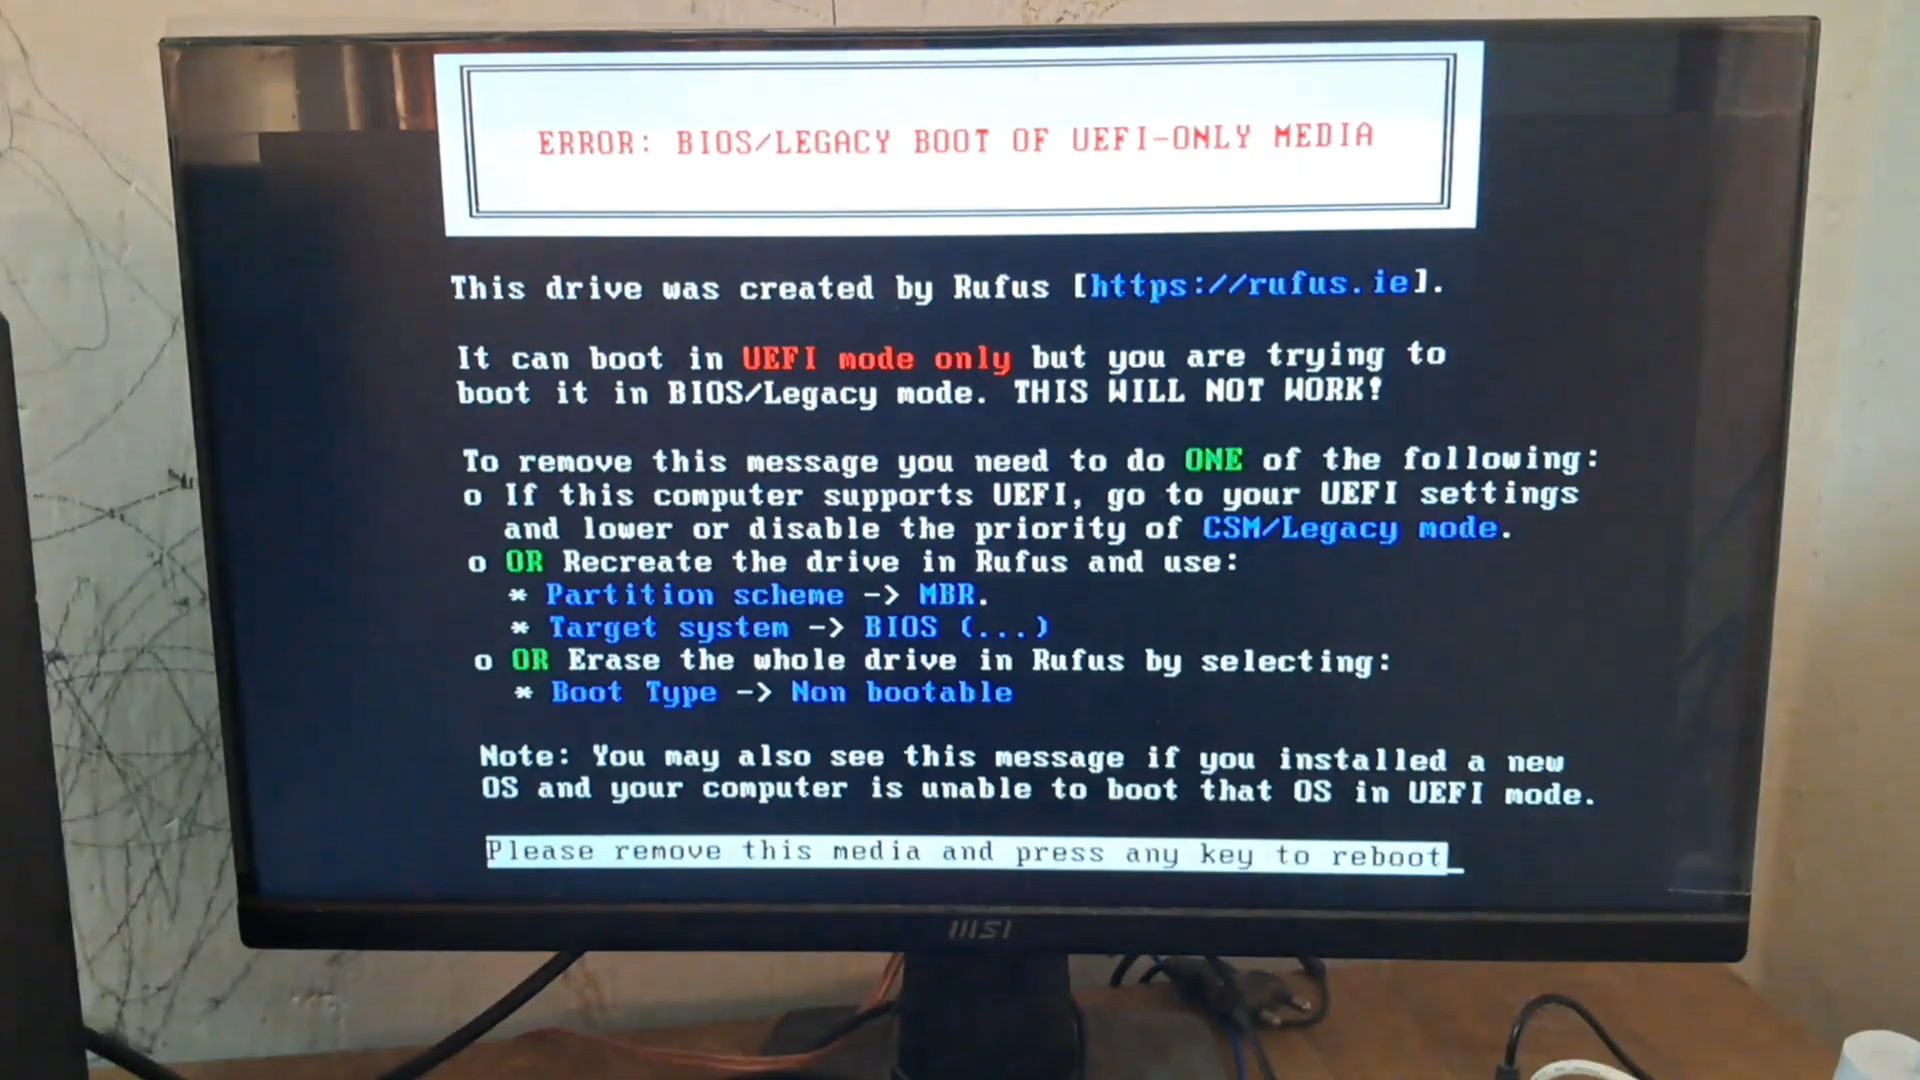 ERROR: BIOS/LEGACY BOOT OF UEFI-ONLY MEDIA
This drive was created by Rufus [https://rufus.ie].
It can boot in UEFI mode only but you are trying to
boot it in BIOS/Legacy mode. THIS WILL NOT WORK!
To remove this message you need to do ONE of the following:
o If this computer supports UEFI, go to your UEFI settings
and lower or disable the priority of CSM/Legacy mode.
o OR Recreate the drive in Rufus and use:
* Partition scheme -> MBR.
* Target system -> BIOS (...)
o OR Erase the whole drive in Rufus by selecting:
* Boot Type -> Non bootable
Note: You may also see this message if you installed a new
OS and your computer is unable to boot that OS in UEFI mode.
Please remove this media and press any key to reboot_
msi